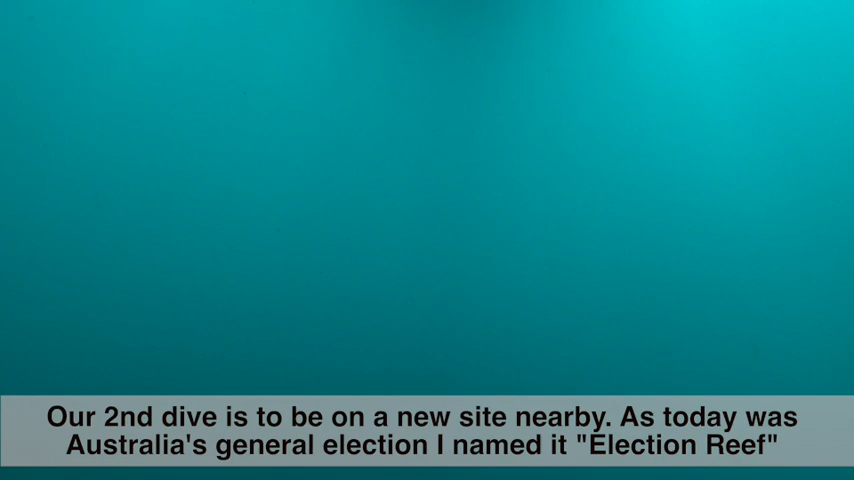 Our 2nd dive is to be on a new site nearby. As today was
Australia's general election I named it "Election Reef"